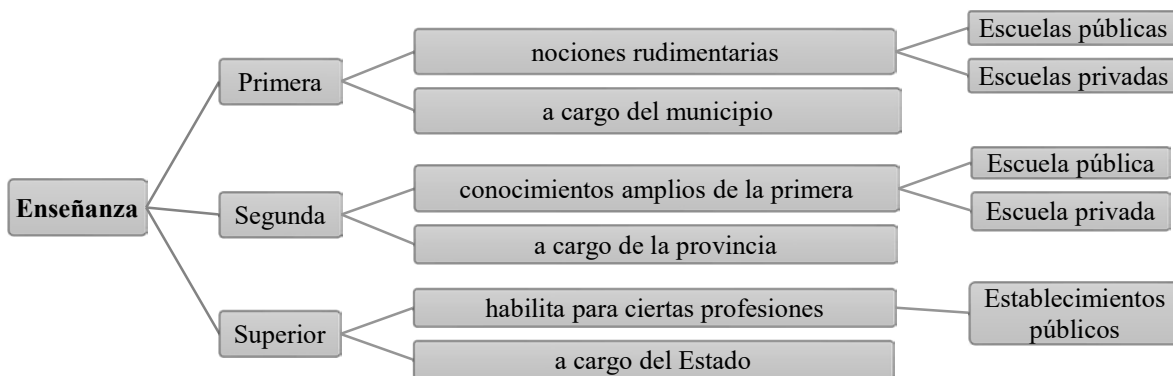 Enseñanza
Primera
nociones rudimentarias
Escuelas públicas
Escuelas privadas
a cargo del municipio
Segunda
conocimientos amplios de la primera
Escuela pública
Escuela privada
a cargo de la provincia
Superior
habilita para ciertas profesiones
Establecimientos
públicos
a cargo del Estado